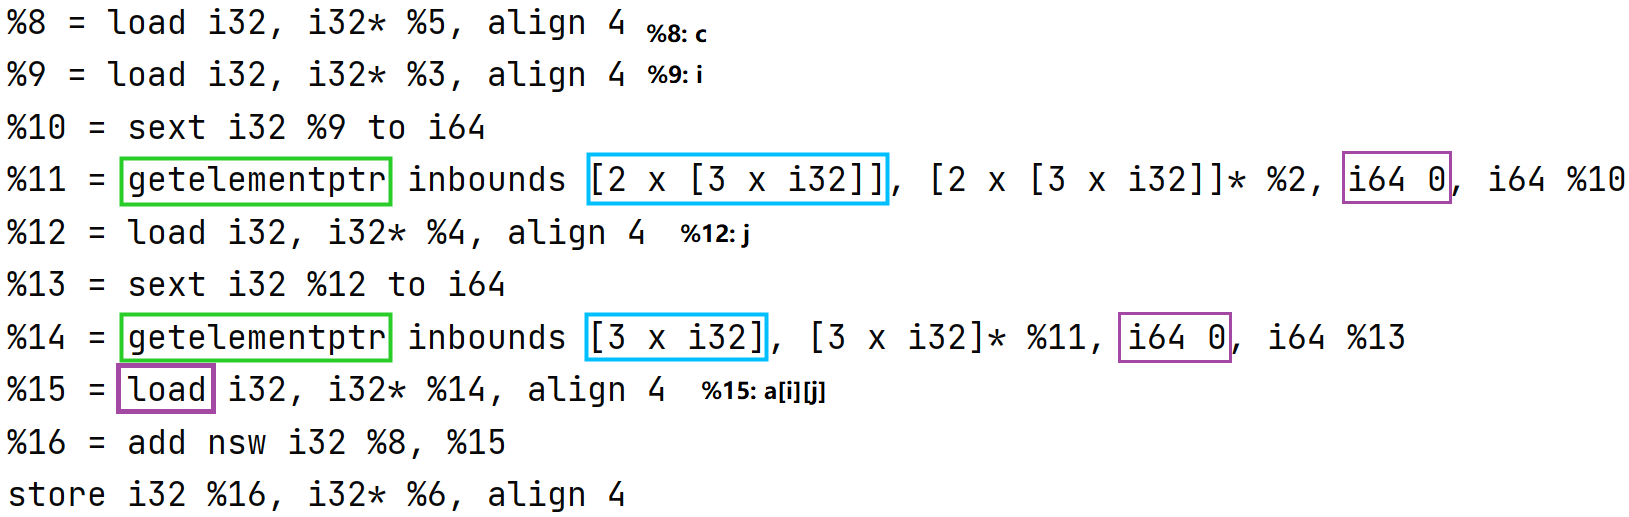 %8 = load i32, i32* %5, align 4 %8: c
%9 = load i32, i32* %3, align 4 %9: i
%10 = sext i32 %9 to i64
%11 = getelementptr inbounds [2 x [3 x i32]], [2 x [3 x i32]]* %2, i64 0, i64 %10
%12 = load i32, i32* %4, align 4 %12: j
%13 = sext i32 %12 to i64
%14 = getelementptr inbounds [3 x i32], [3 x i32]* %11, i64 0, i64 %13
%15 = load i32, i32* %14, align 4 %15: a[i][j]
%16 = add nsw i32 %8, %15
store i32 %16, i32* %6, align 4